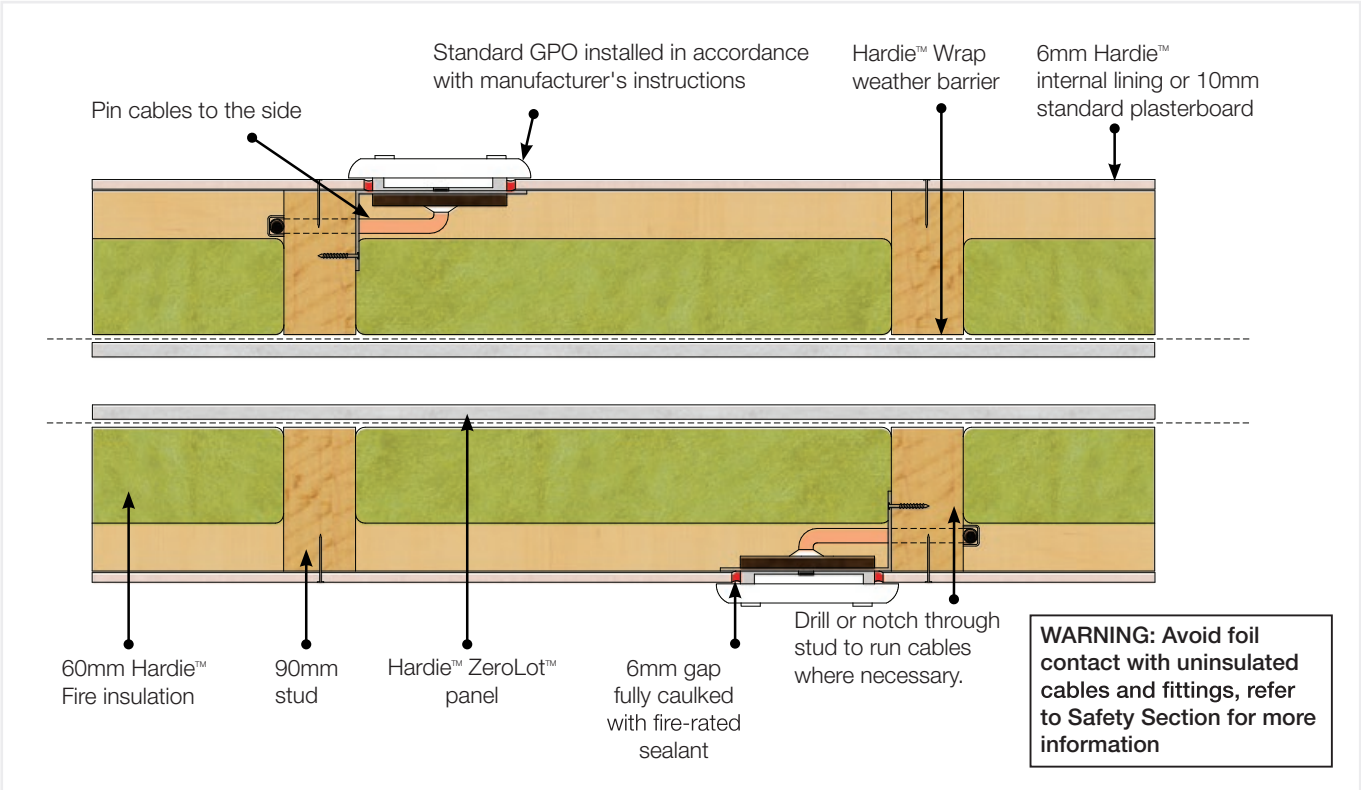 Standard GPO installed in accordance
with manufacturer's instructions
Hardie™ Wrap
weather barrier
6mm Hardie™
internal lining or 10mm
standard plasterboard
Pin cables to the side
60mm Hardie™
Fire insulation
90mm
stud
Hardie™ ZeroLot™
panel
6mm gap
fully caulked
with fire-rated
sealant
Drill or notch through
stud to run cables
where necessary.
WARNING: Avoid foil
contact with uninsulated
cables and fittings, refer
to Safety Section for more
information